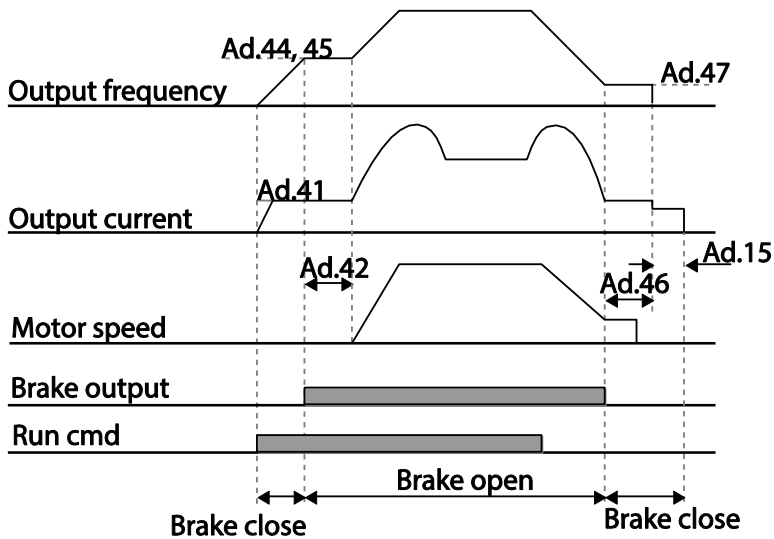 Ad.44, 45
Ad.47
Output frequency
Ad.41
Output current
Ad.15
Ad.42
Ad.46
Motor speed
Brake output
Run cmd
Brake open
Brake close
Brake close